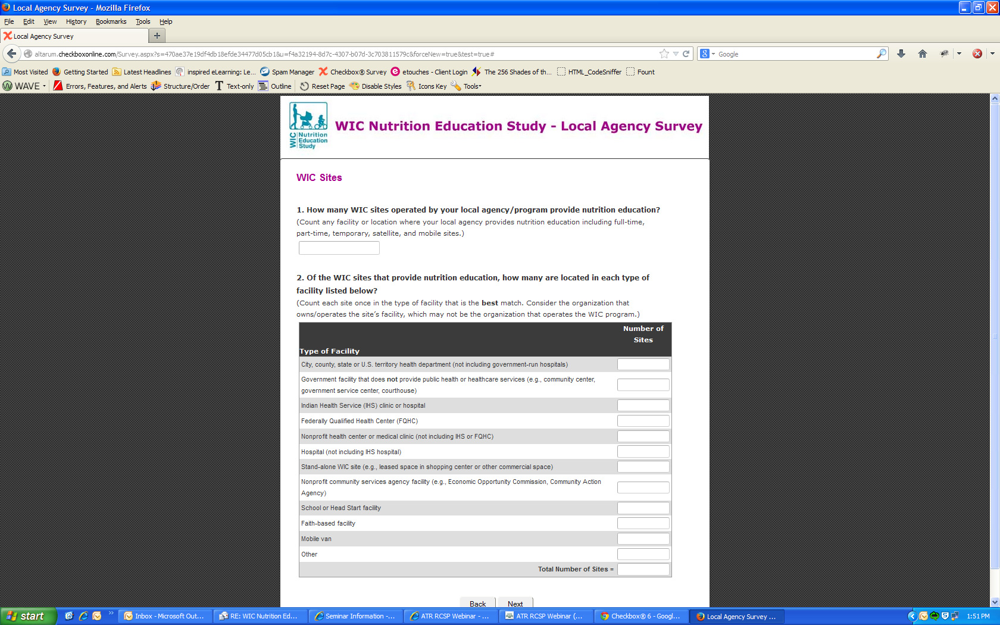 Local Agency Survey - Mozilla Firefox
File Edit View History Bookmarks Tools Help
Local Agency Survey
altarum.checkboxonline.com/Survey.aspx?s=470ae37e19df4db18efde34477d05cb1&u=f4a32194-8d7c-4307-b07d-3c703811579c&forceNew=true&test=true#
Google
Most Visited Getting Started Latest Headlines inspired eLearning: Le... Spam Manager Checkbox® Survey etouches - Client Login The 256 Shades of th... HTML_CodeSniffer Fount
WAVE Errors, Features, and Alerts Structure/Order Text-only Outline Reset Page Disable Styles Icons Key Tools
WIC Nutrition Education Study
WIC Nutrition Education Study - Local Agency Survey
WIC Sites
1. How many WIC sites operated by your local agency/program provide nutrition education?
(Count any facility or location where your local agency provides nutrition education including full-time,
part-time, temporary, satellite, and mobile sites.)
2. Of the WIC sites that provide nutrition education, how many are located in each type of
facility listed below?
(Count each site once in the type of facility that is the best match. Consider the organization that
owns/operates the site's facility, which may not be the organization that operates the WIC program.)
Number of
Sites
Type of Facility
City, county, state or U.S. territory health department (not including government-run hospitals)
Government facility that does not provide public health or healthcare services (e.g., community center,
government service center, courthouse)
Indian Health Service (IHS) clinic or hospital
Federally Qualified Health Center (FQHC)
Nonprofit health center or medical clinic (not including IHS or FQHC)
Hospital (not including IHS hospital)
Stand-alone WIC site (e.g., leased space in shopping center or other commercial space)
Nonprofit community services agency facility (e.g., Economic Opportunity Commission, Community Action
Agency)
School or Head Start facility
Faith-based facility
Mobile van
Other
Total Number of Sites =
Back Next
start Inbox - Microsoft Out... RE: WIC Nutrition Ed... Seminar Information -... ATR RCSP Webinar - ... ATR RCSP Webinar (... Checkbox® 6 - Googl... Local Agency Survey ... 1:51 PM